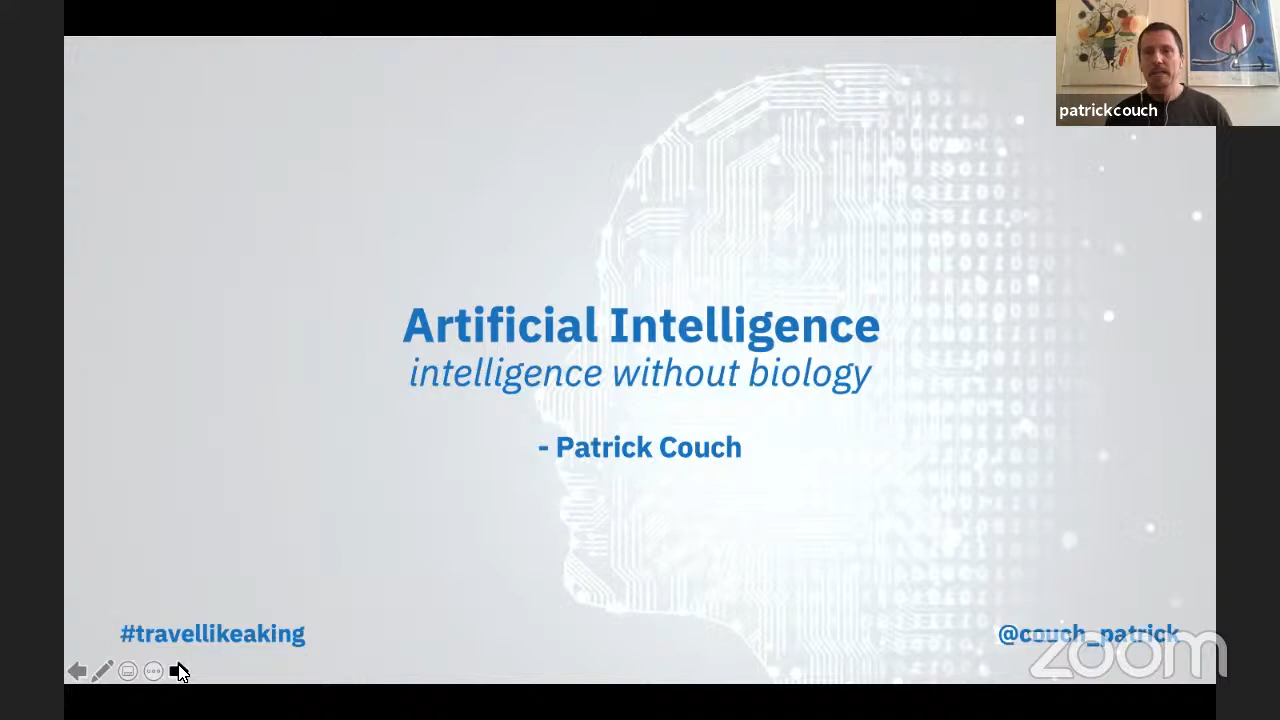 patrickcouch
Artificial Intelligence
intelligence without biology
- Patrick Couch
#travellikeaking
@couch_patrick
zoom